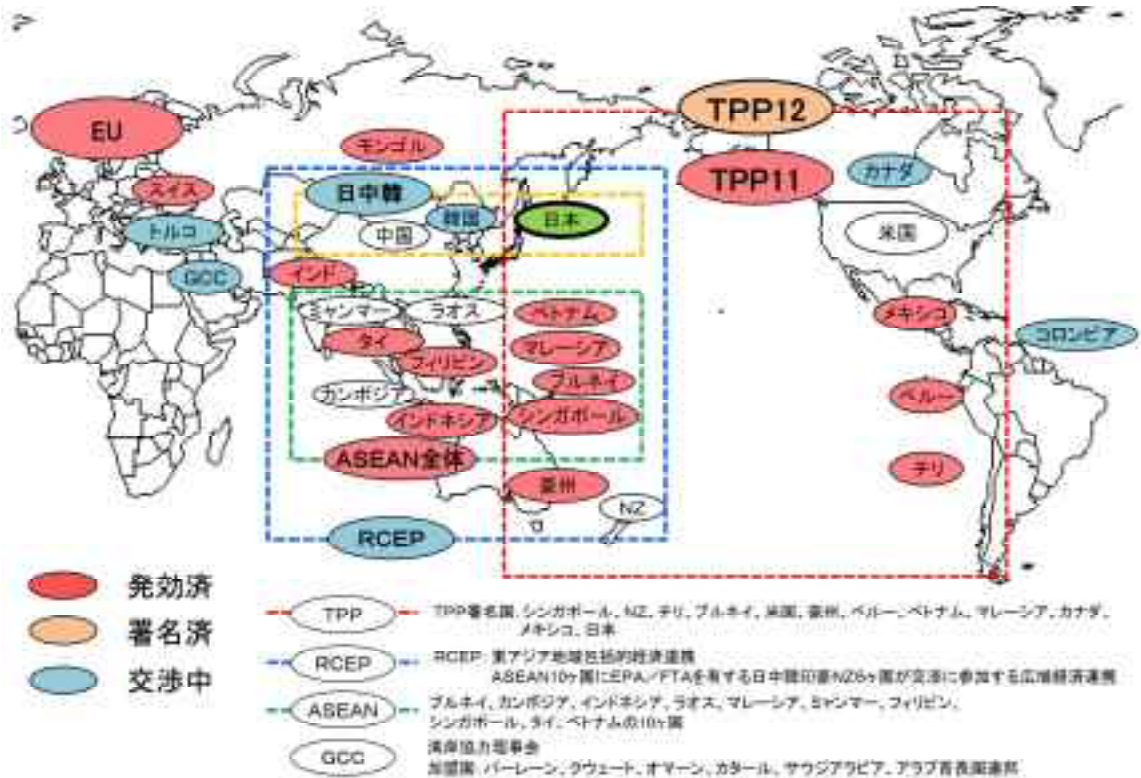 TPP12
EU
モンゴル
TPP11
カナダ
日中韓
スイス
韓国
日本
トルコ
中国
米国
GCC
インド
ミャンマー
ラオス
ベトナム
メキシコ
タイ
マレーシア
コロンビア
フィリピン
ブルネイ
カンボジア
ペルー
インドネシア
シンガポール
ASEAN全体
チリ
豪州
NZ
RCEP
発効済
署名済
交渉中
TPP
TPP署名国:シンガポール、NZ、チリ、ブルネイ、米国、豪州、ペルー、ベトナム、マレーシア、カナダ、
メキシコ、日本
RCEP
RCEP:東アジア地域包括的経済連携
ASEAN10ヶ国にEPA/FTAを有する日中韓印豪NZ6ヶ国が交渉に参加する広域経済連携
ASEAN
ブルネイ、カンボジア、インドネシア、ラオス、マレーシア、ミャンマー、フィリピン、
シンガポール、タイ、ベトナムの10ヶ国
GCC
湾岸協力理事会
加盟国:バーレーン、クウェート、オマーン、カタール、サウジアラビア、アラブ首長国連邦